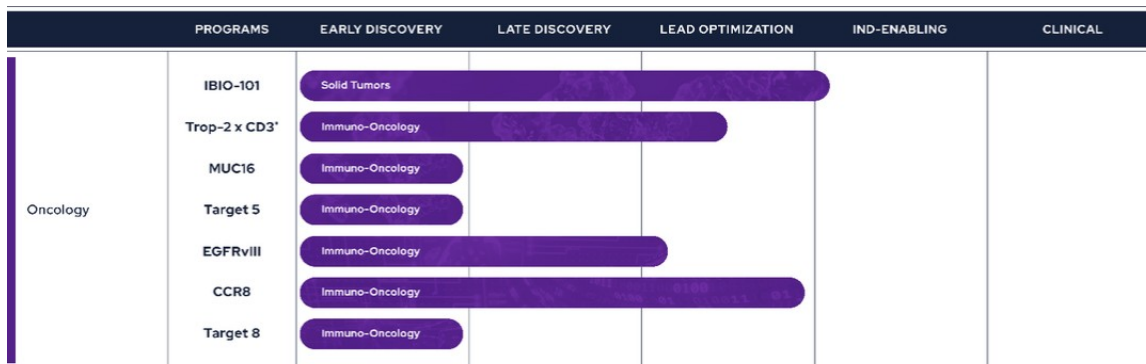 PROGRAMS EARLY DISCOVERY LATE DISCOVERY LEAD OPTIMIZATION IND-ENABLING CLINICAL
IBIO-101 Solid Tumors
Trop-2 x CD3* Immuno-Oncology
MUC16 Immuno-Oncology
Oncology Target 5 Immuno-Oncology
EGFRvIII Immuno-Oncology
CCR8 Immuno-Oncology
Target 8 Immuno-Oncology